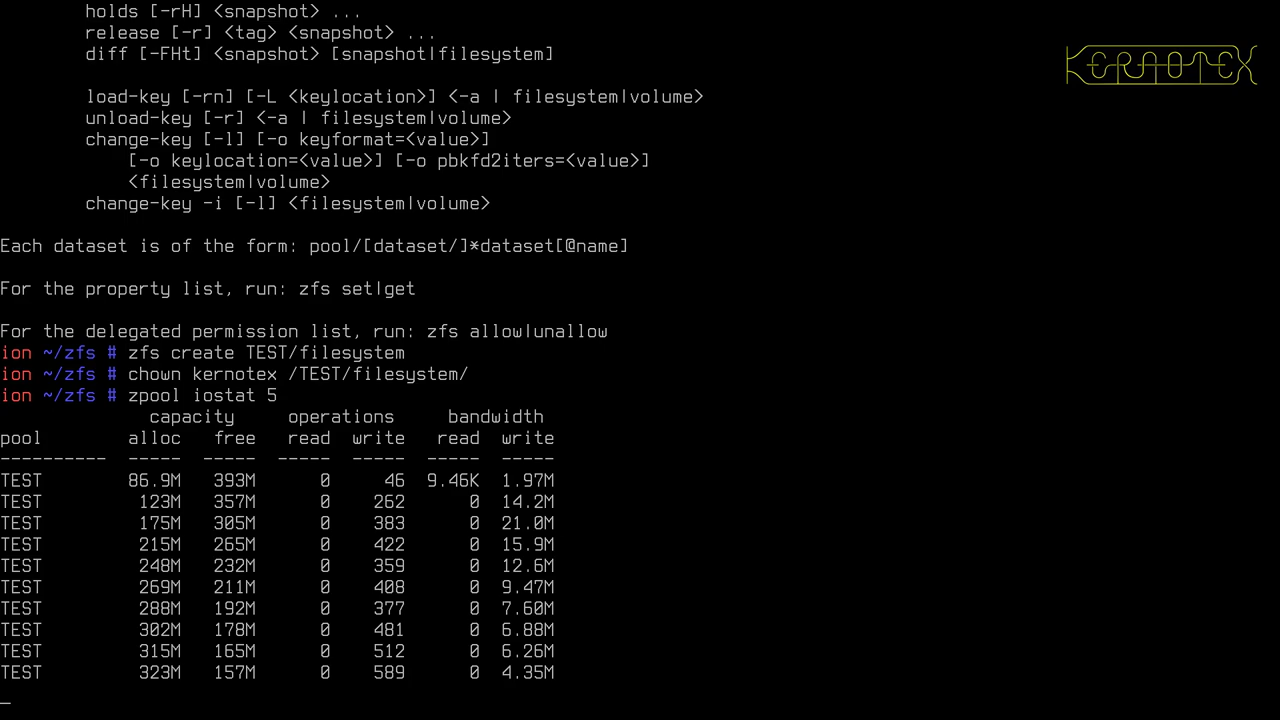 holds [-rH] <snapshot> ...
release [-r] <tag> <snapshot> ...
diff [-FHt] <snapshot> [snapshot|filesystem]
load-key [-rn] [-L <keylocation>] <-a | filesystem|volume>
unload-key [-r] <-a | filesystem|volume>
change-key [-l] [-o keyformat=<value>]
[-o keylocation=<value>] [-o pbkfd2iters=<value>]
<filesystem|volume>
change-key -i [-l] <filesystem|volume>
Each dataset is of the form: pool/[dataset/]*dataset[@name]
For the property list, run: zfs set|get
For the delegated permission list, run: zfs allow|unallow
ion ~/zfs # zfs create TEST/filesystem
ion ~/zfs # chown kernotex /TEST/filesystem/
ion ~/zfs # zpool iostat 5
capacity operations bandwidth
pool alloc free read write read write
---------- ----- ----- ----- ----- ----- -----
TEST 86.9M 393M 0 46 9.46K 1.97M
TEST 123M 357M 0 262 0 14.2M
TEST 175M 305M 0 383 0 21.0M
TEST 215M 265M 0 422 0 15.9M
TEST 248M 232M 0 359 0 12.6M
TEST 269M 211M 0 408 0 9.47M
TEST 288M 192M 0 377 0 7.60M
TEST 302M 178M 0 481 0 6.88M
TEST 315M 165M 0 512 0 6.26M
TEST 323M 157M 0 589 0 4.35M
KERNOTEX